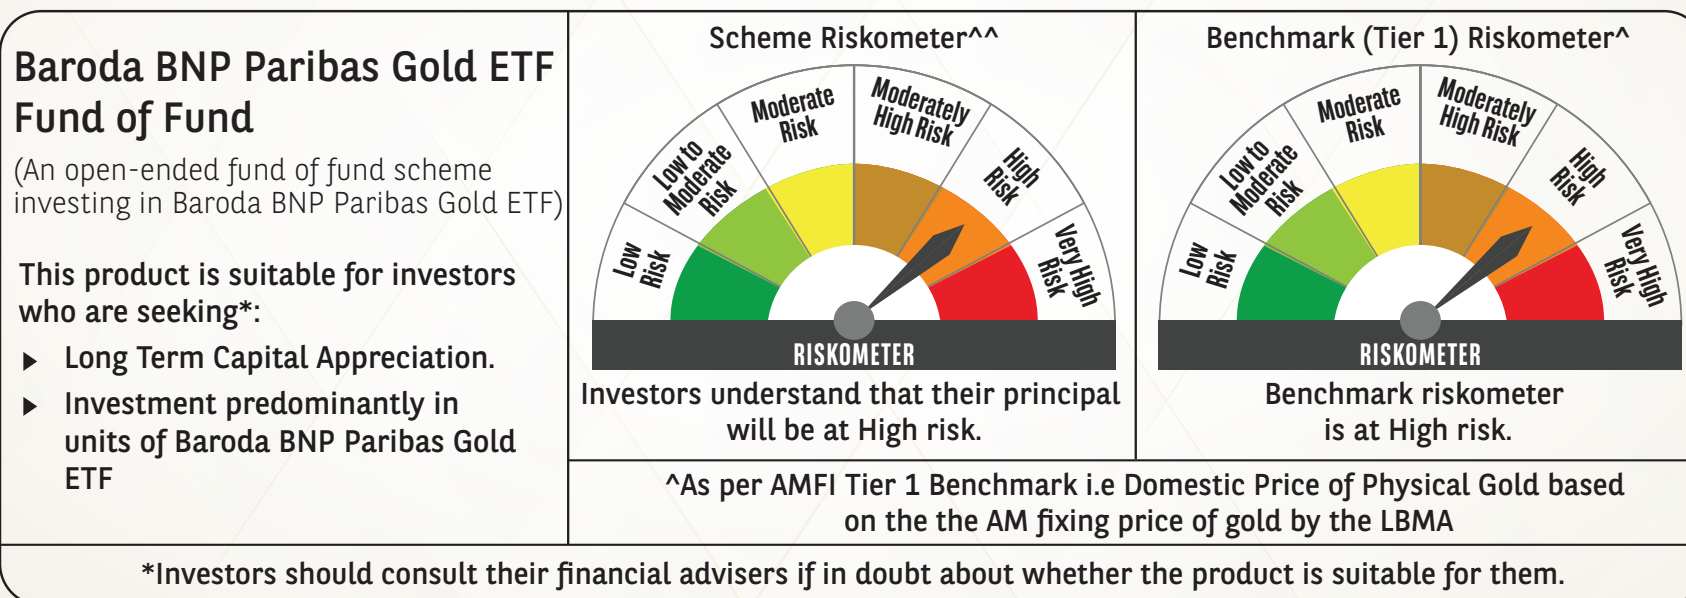 Baroda BNP Paribas Gold ETF
Fund of Fund
(An open-ended fund of fund scheme
investing in Baroda BNP Paribas Gold ETF)
This product is suitable for investors
who are seeking*:
Long Term Capital Appreciation.
Investment predominantly in
units of Baroda BNP Paribas Gold
ETF
Scheme Riskometer^^
Low
Risk
Low to
Moderate
Risk
Moderate
Risk
Moderately
High Risk
High
Risk
Very High
Risk
RISKOMETER
Investors understand that their principal
will be at High risk.
Benchmark (Tier 1) Riskometer^
Low
Risk
Low to
Moderate
Risk
Moderate
Risk
Moderately
High Risk
High
Risk
Very High
Risk
RISKOMETER
Benchmark riskometer
is at High risk.
^As per AMFI Tier 1 Benchmark i.e Domestic Price of Physical Gold based
on the the AM fixing price of gold by the LBMA
*Investors should consult their financial advisers if in doubt about whether the product is suitable for them.